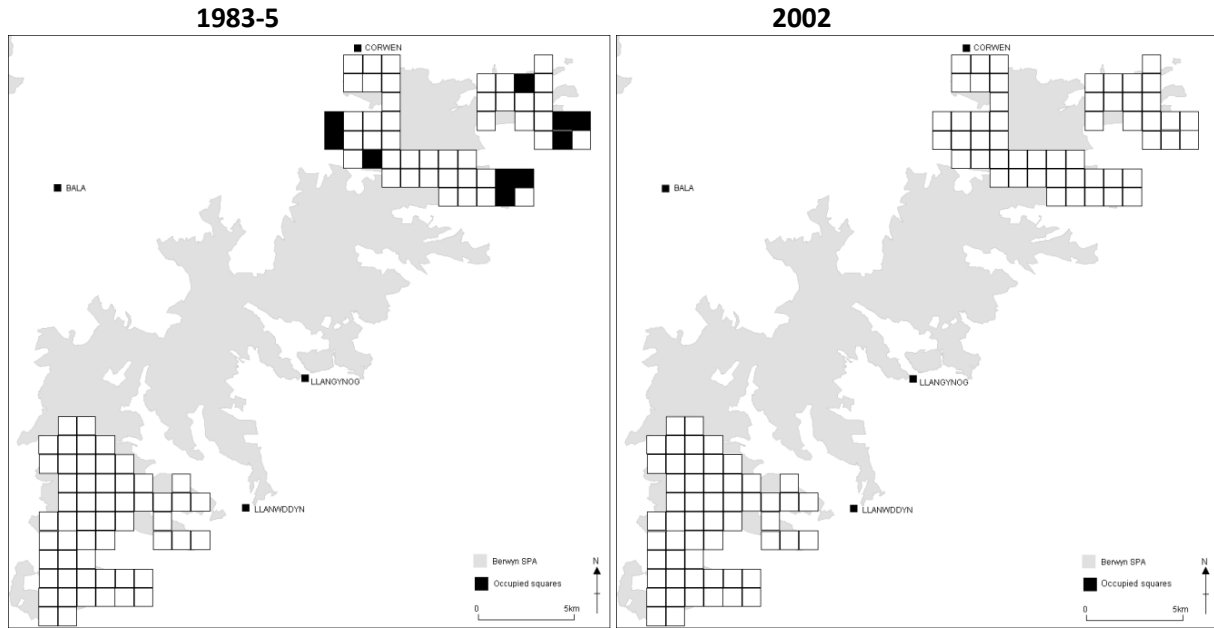 1983-5
2002
CORWEN
BALA
LLANGYNOG
LLANWDDYN
Berwyn SPA
Occupied squares
N
0 5km
CORWEN
BALA
LLANGYNOG
LLANWDDYN
Berwyn SPA
Occupied squares
N
0 5km